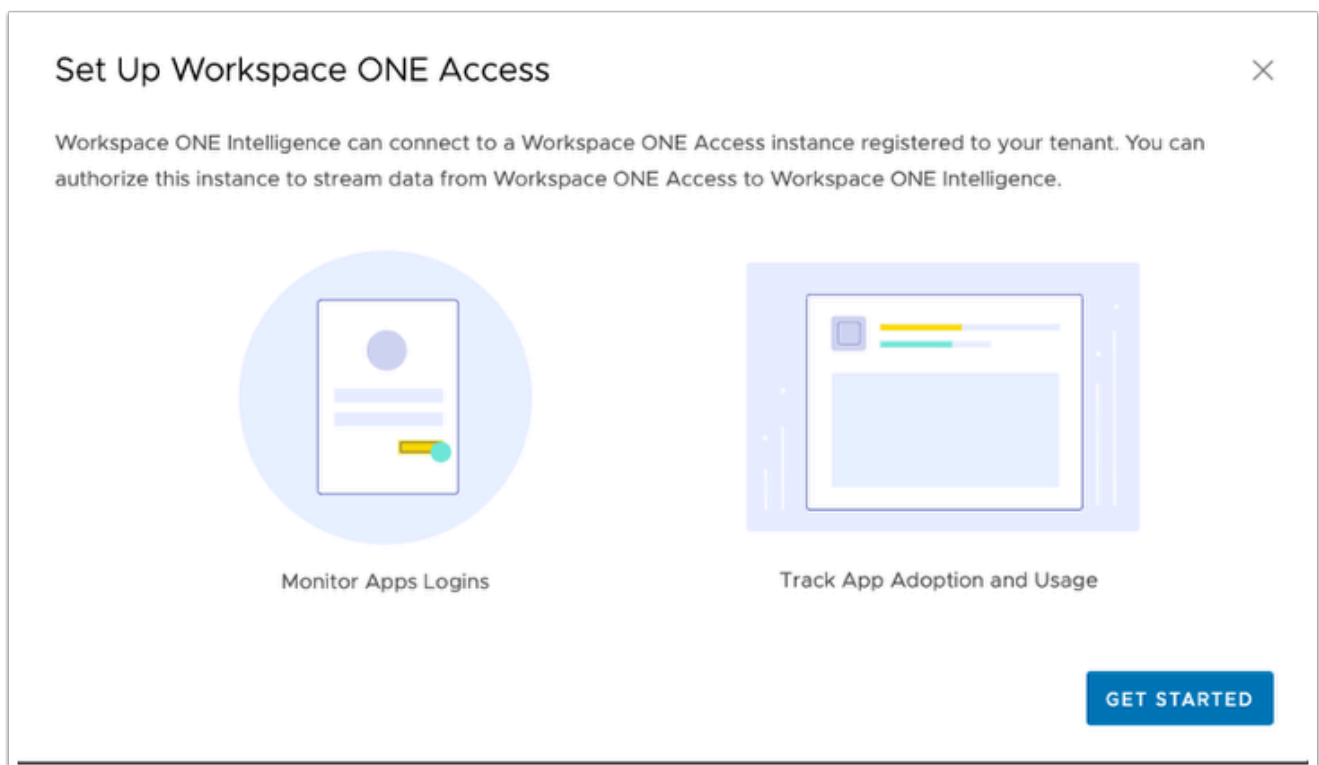 Set Up Workspace ONE Access
Workspace ONE Intelligence can connect to a Workspace ONE Access instance registered to your tenant. You can
authorize this instance to stream data from Workspace ONE Access to Workspace ONE Intelligence.
Monitor Apps Logins
Track App Adoption and Usage
GET STARTED